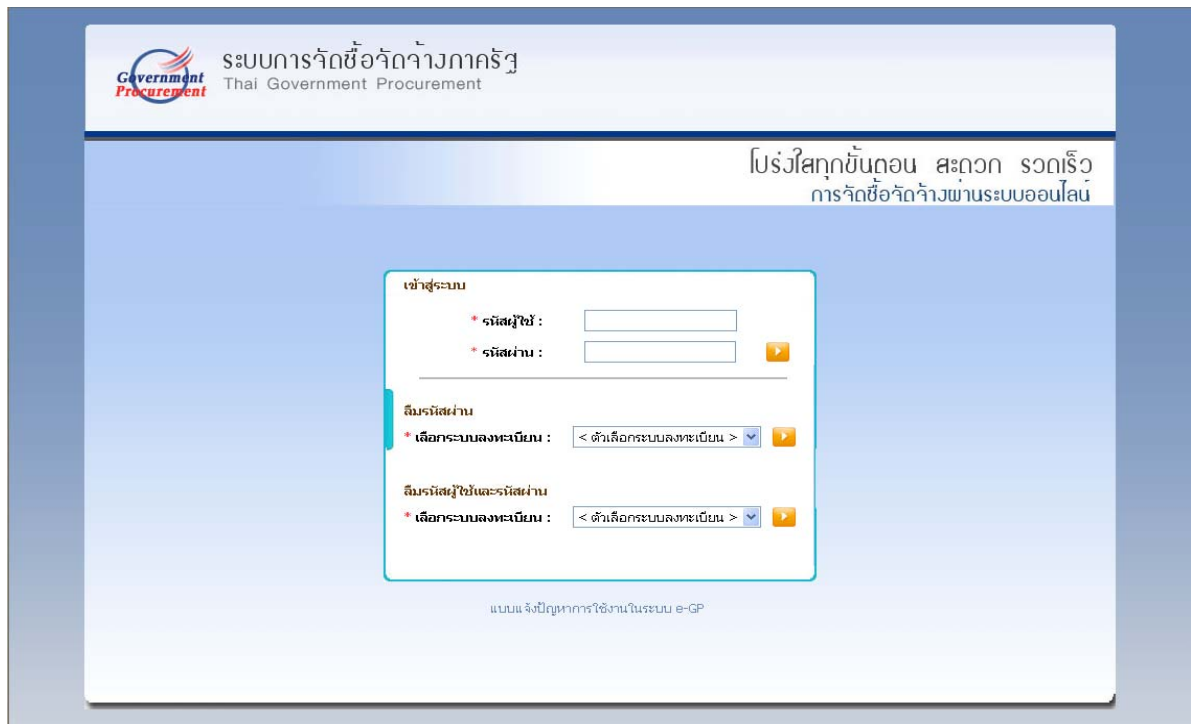 Government
Procurement
ระบบการจัดซื้อจัดจ้างภาครัฐ
Thai Government Procurement
โปร่งใสทุกขั้นตอน สะดวก รวดเร็ว
การจัดซื้อจัดจ้างผ่านระบบออนไลน์
เข้าสู่ระบบ
* รหัสผู้ใช้ :
* รหัสผ่าน :
ลืมรหัสผ่าน
* เลือกระบบลงทะเบียน : < ตัวเลือกระบบลงทะเบียน >
ลืมรหัสผู้ใช้และรหัสผ่าน
* เลือกระบบลงทะเบียน : < ตัวเลือกระบบลงทะเบียน >
แบบแจ้งปัญหาการใช้งานในระบบ e-GP